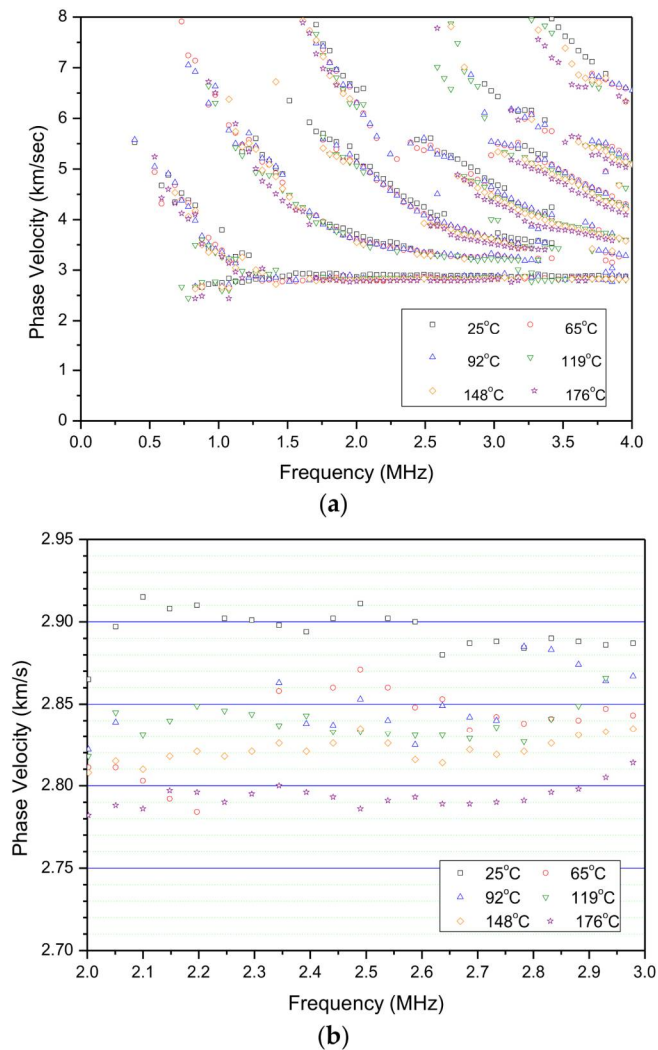 8
7
6
5
4
3
2
1
0
Phase Velocity (km/sec)
25°C 65°C
92°C 119°C
148°C 176°C
0.0 0.5 1.0 1.5 2.0 2.5 3.0 3.5 4.0
Frequency (MHz)
(a)
2.95
2.90
2.85
2.80
2.75
2.70
Phase Velocity (km/s)
25°C 65°C
92°C 119°C
148°C 176°C
2.0 2.1 2.2 2.3 2.4 2.5 2.6 2.7 2.8 2.9 3.0
Frequency (MHz)
(b)